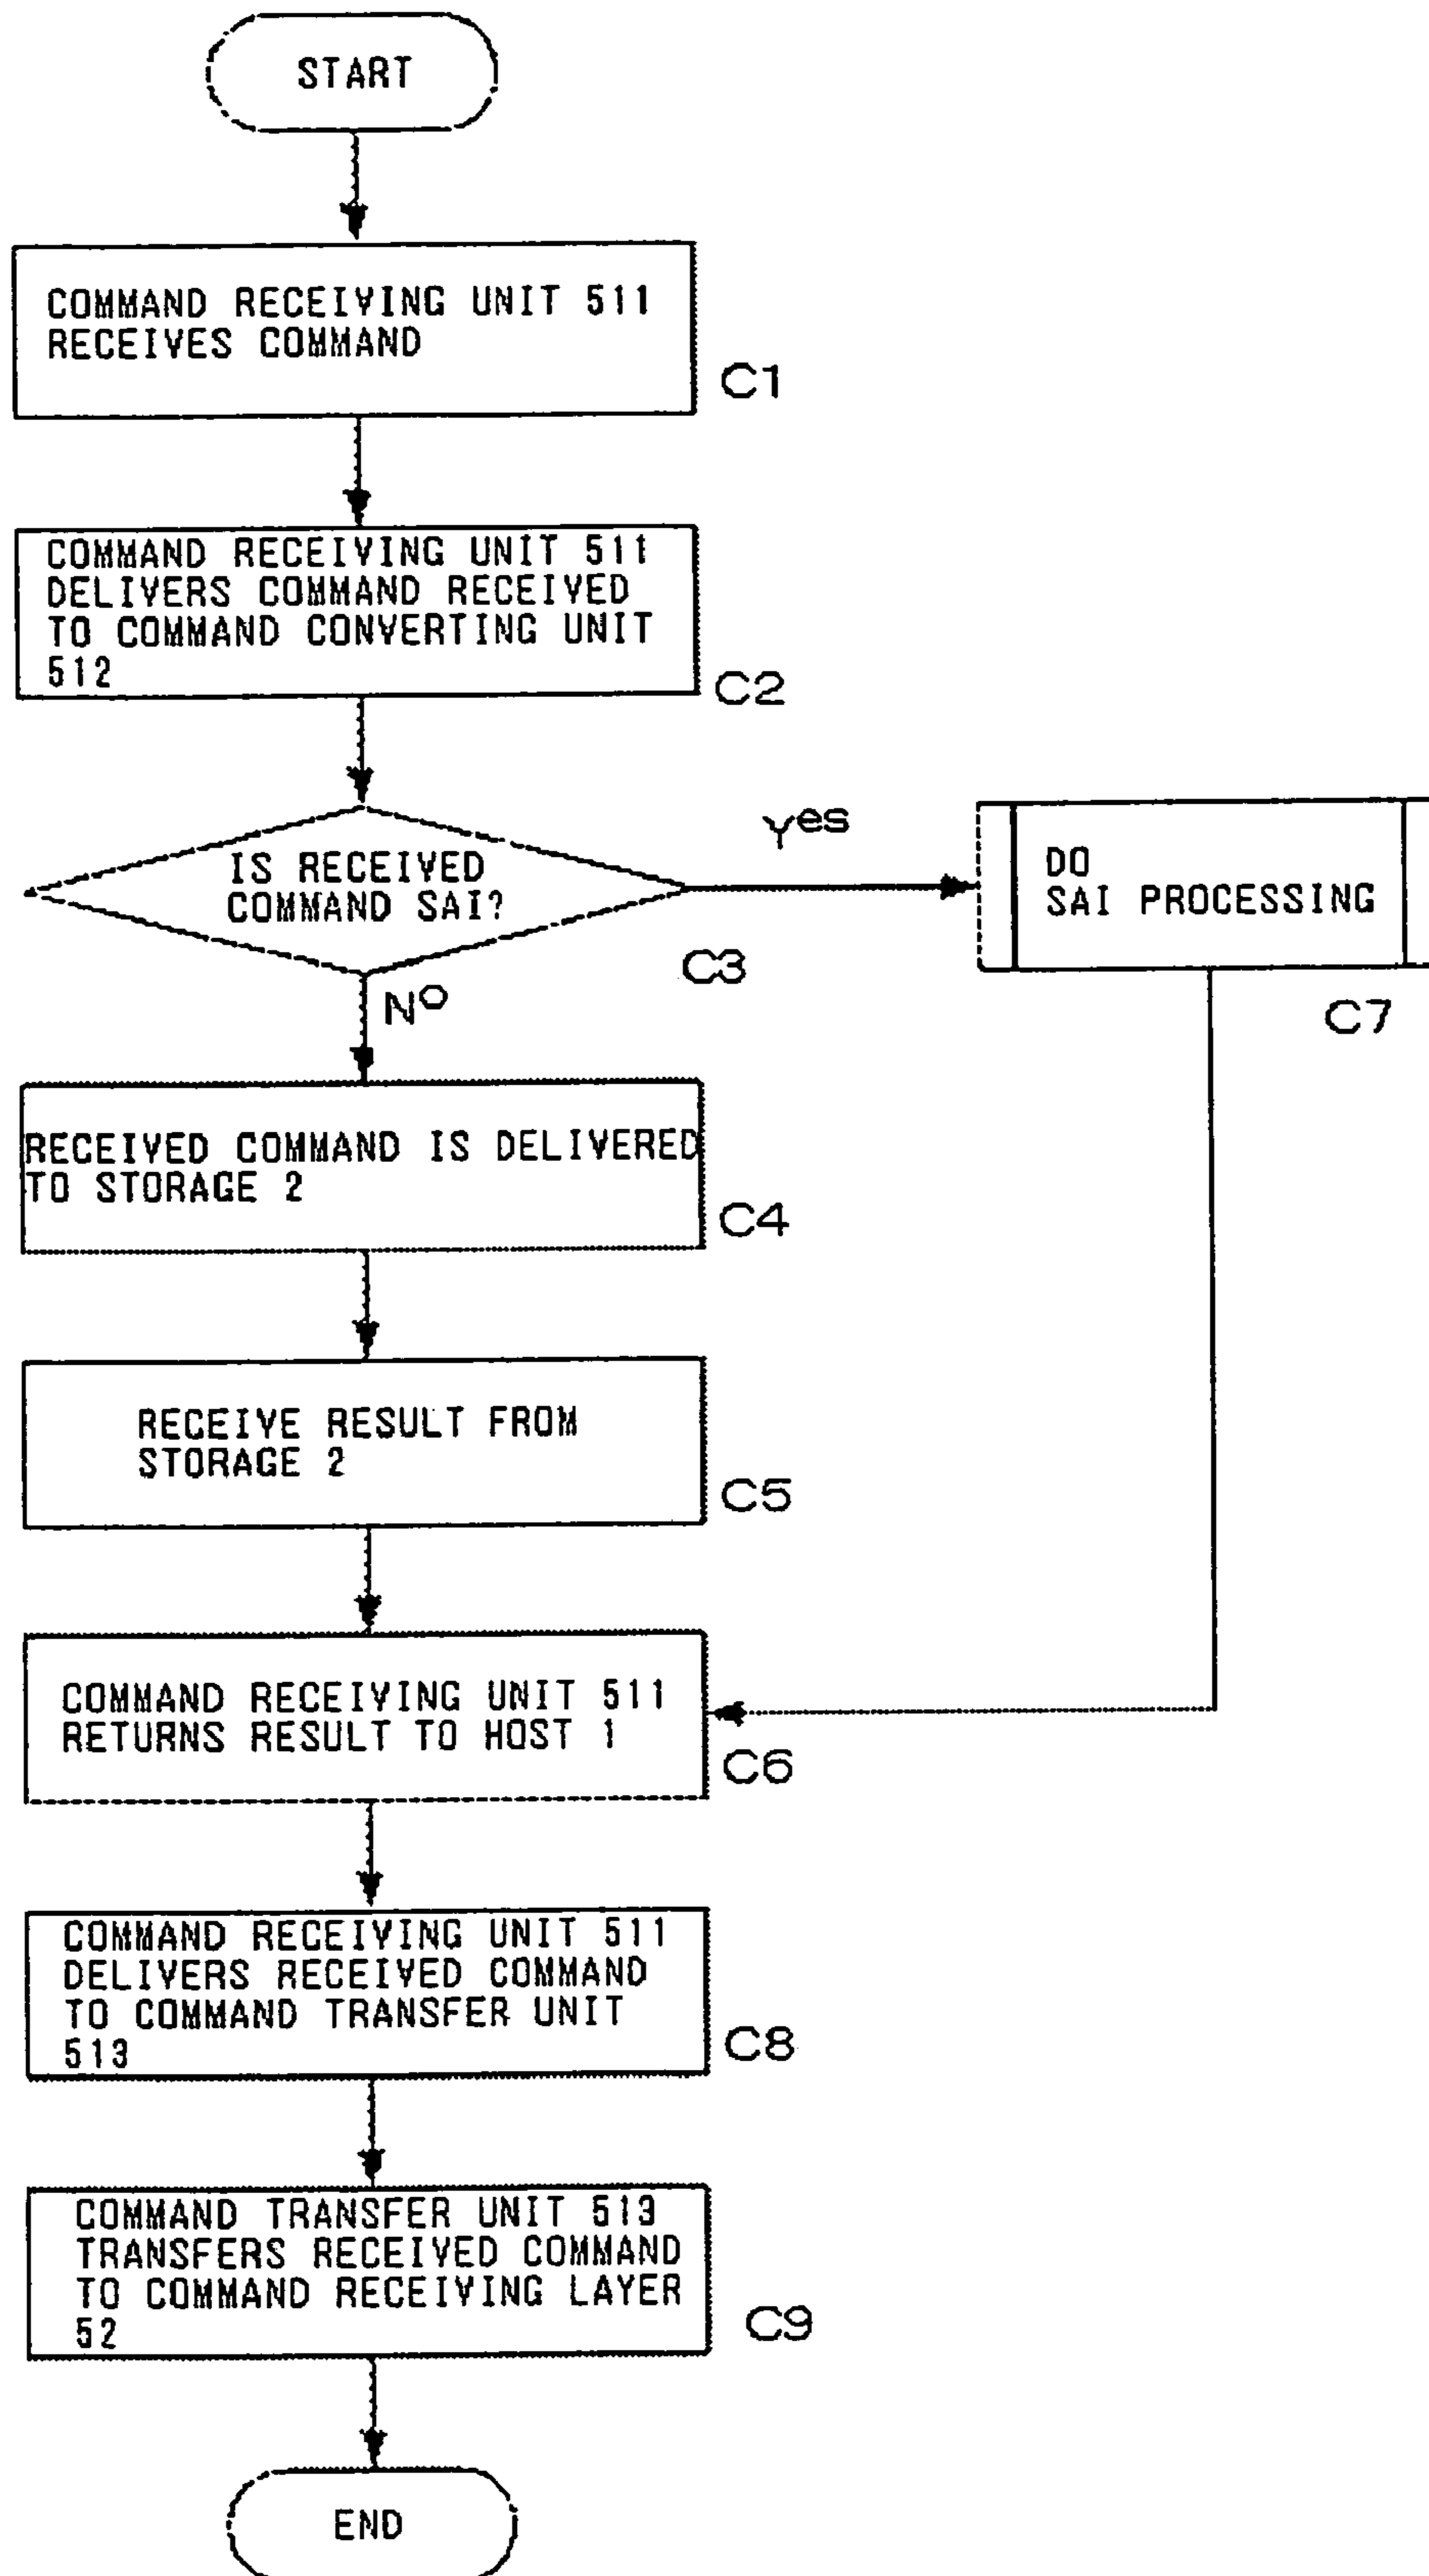 START
COMMAND RECEIVING UNIT 511
RECEIVES COMMAND
C1
COMMAND RECEIVING UNIT 511
DELIVERS COMMAND RECEIVED
TO COMMAND CONVERTING UNIT
512
C2
IS RECEIVED
COMMAND SAI?
C3
yes
DO
SAI PROCESSING
C7
No
RECEIVED COMMAND IS DELIVERED
TO STORAGE 2
C4
RECEIVE RESULT FROM
STORAGE 2
C5
COMMAND RECEIVING UNIT 511
RETURNS RESULT TO HOST 1
C6
COMMAND RECEIVING UNIT 511
DELIVERS RECEIVED COMMAND
TO COMMAND TRANSFER UNIT
513
C8
COMMAND TRANSFER UNIT 513
TRANSFERS RECEIVED COMMAND
TO COMMAND RECEIVING LAYER
52
C9
END